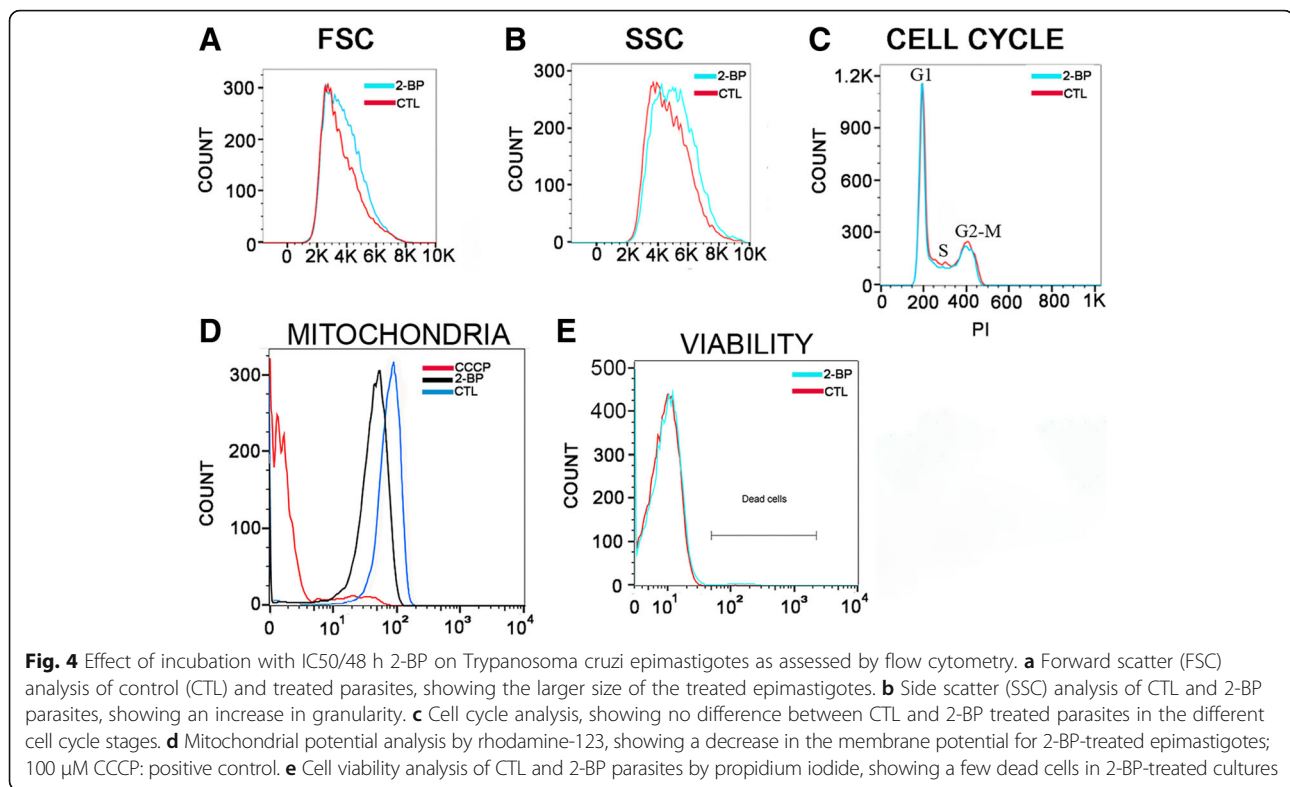 A FSC
300
200
100
0
COUNT
2-BP
CTL
0 2K 4K 6K 8K 10K
B SSC
300
200
100
0
COUNT
2-BP
CTL
0 2K 4K 6K 8K 10K
C CELL CYCLE
1.2K
900
600
300
0
COUNT
G1
S
G2-M
2-BP
CTL
0 200 400 600 800 1K
PI
D MITOCHONDRIA
300
200
100
0
COUNT
CCCP
2-BP
CTL
0 10¹ 10² 10³ 10⁴
E VIABILITY
500
400
300
200
100
0
COUNT
2-BP
CTL
Dead cells
0 10¹ 10² 10³ 10⁴
Fig. 4 Effect of incubation with IC50/48 h 2-BP on Trypanosoma cruzi epimastigotes as assessed by flow cytometry. a Forward scatter (FSC)
analysis of control (CTL) and treated parasites, showing the larger size of the treated epimastigotes. b Side scatter (SSC) analysis of CTL and 2-BP
parasites, showing an increase in granularity. c Cell cycle analysis, showing no difference between CTL and 2-BP treated parasites in the different
cell cycle stages. d Mitochondrial potential analysis by rhodamine-123, showing a decrease in the membrane potential for 2-BP-treated epimastigotes;
100 μM CCCP: positive control. e Cell viability analysis of CTL and 2-BP parasites by propidium iodide, showing a few dead cells in 2-BP-treated cultures